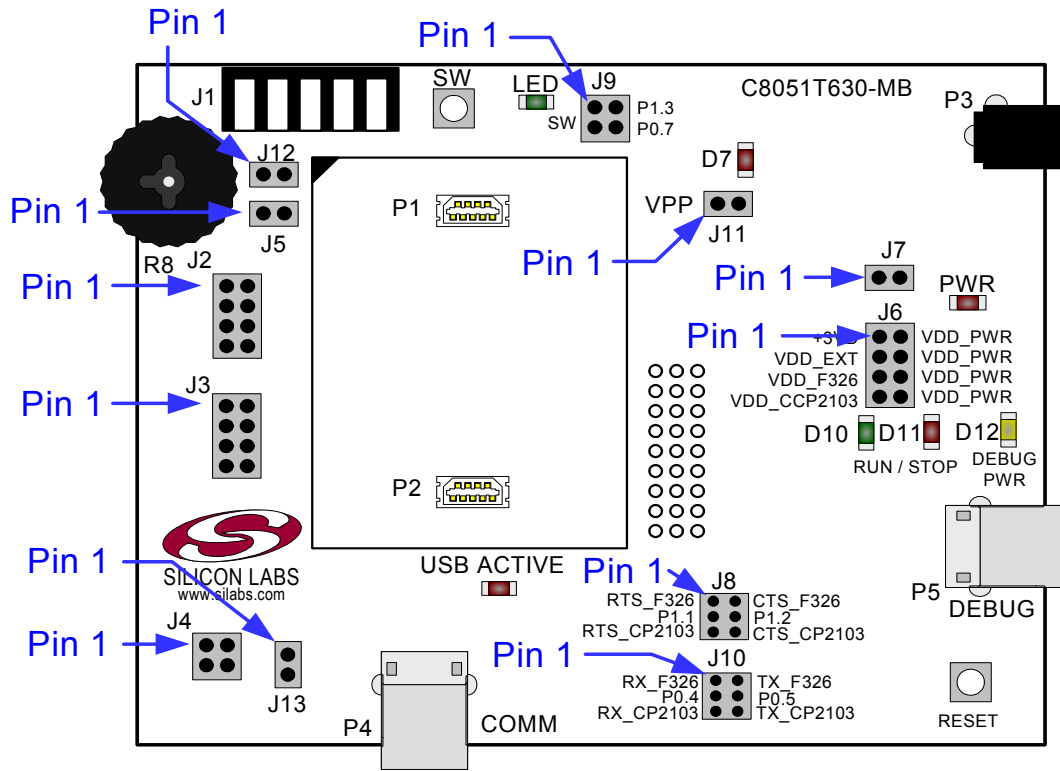 Pin 1
Pin 1
SW
LED
J9
C8051T630-MB
P3
J1
SW
P1.3
P0.7
J12
D7
Pin 1
J5
P1
VPP
J11
R8
J2
Pin 1
Pin 1
Pin 1
J7
PWR
J6
Pin 1
+3VD
VDD_PWR
VDD_EXT
VDD_PWR
VDD_F326
VDD_PWR
VDD_CCP2103
VDD_PWR
J3
Pin 1
D10
D11
D12
RUN / STOP
DEBUG
PWR
P2
Pin 1
SILICON LABS
www.silabs.com
USB ACTIVE
Pin 1
J8
RTS_F326
CTS_F326
P1.1
P1.2
RTS_CP2103
CTS_CP2103
P5
DEBUG
J4
Pin 1
J13
Pin 1
J10
RX_F326
TX_F326
P0.4
P0.5
RX_CP2103
TX_CP2103
P4
COMM
RESET